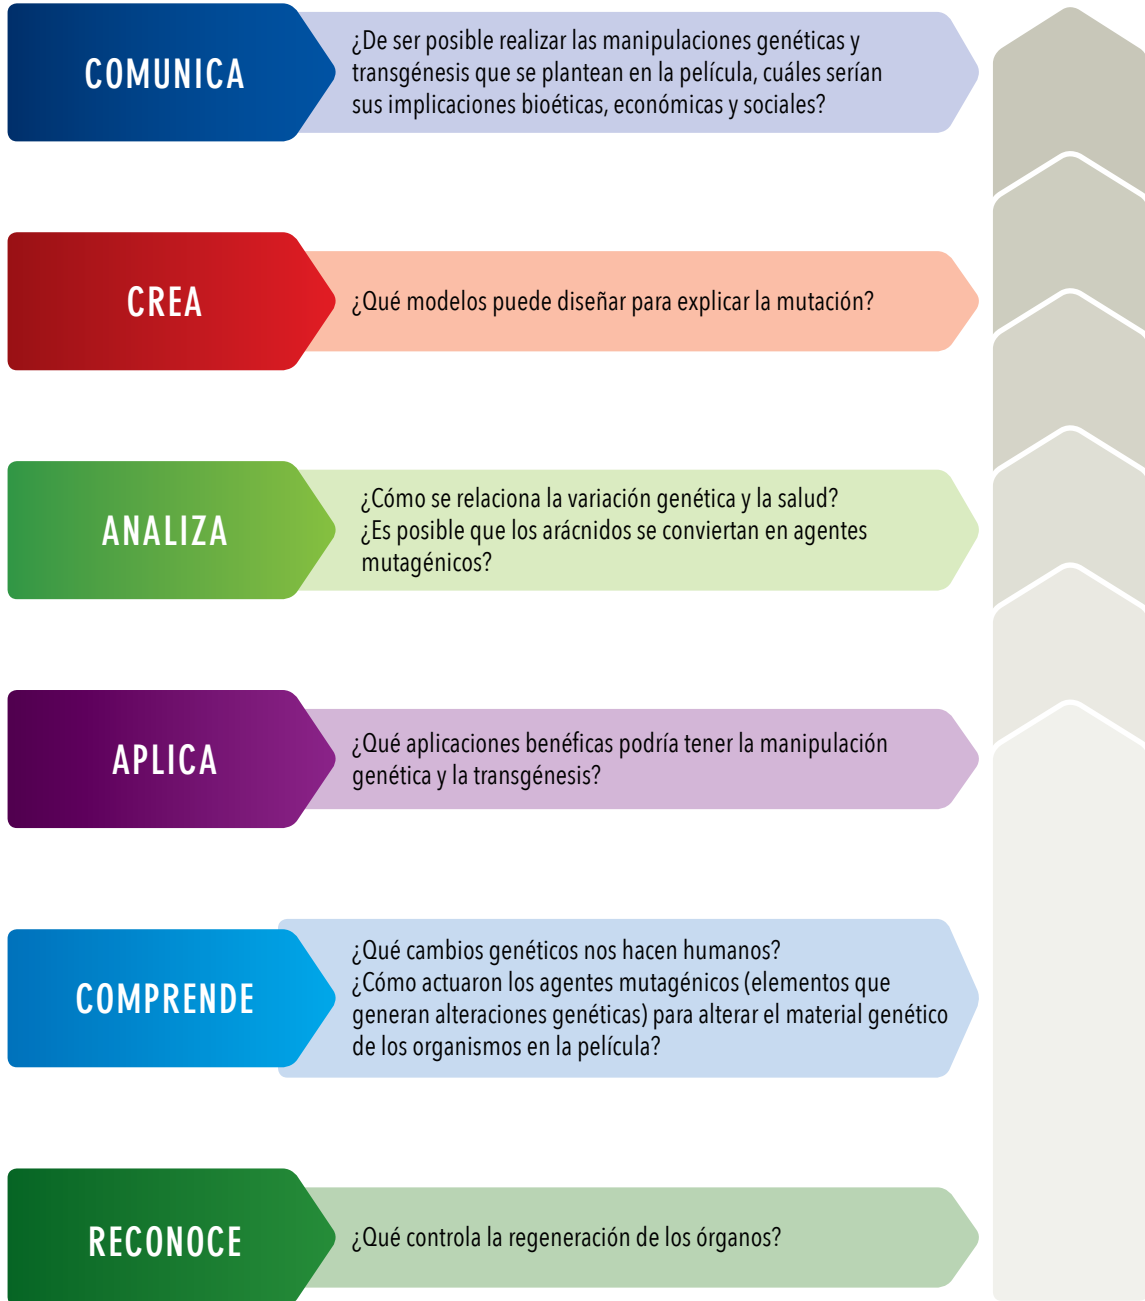 COMUNICA
¿De ser posible realizar las manipulaciones genéticas y
transgénesis que se plantean en la película, cuáles serían
sus implicaciones bioéticas, económicas y sociales?
CREA
¿Qué modelos puede diseñar para explicar la mutación?
ANALIZA
¿Cómo se relaciona la variación genética y la salud?
¿Es posible que los arácnidos se conviertan en agentes
mutagénicos?
APLICA
¿Qué aplicaciones benéficas podría tener la manipulación
genética y la transgénesis?
COMPRENDE
¿Qué cambios genéticos nos hacen humanos?
¿Cómo actuaron los agentes mutagénicos (elementos que
generan alteraciones genéticas) para alterar el material genético
de los organismos en la película?
RECONOCE
¿Qué controla la regeneración de los órganos?